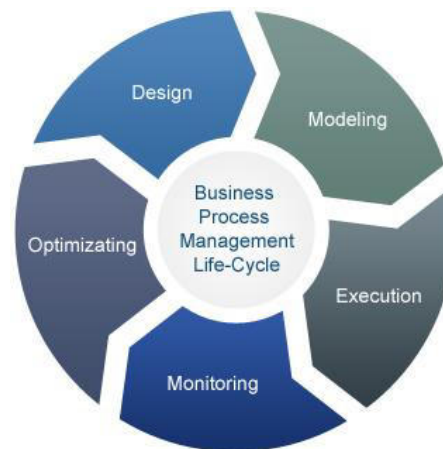 Design
Modeling
Business
Process
Management
Life-Cycle
Optimizating
Execution
Monitoring